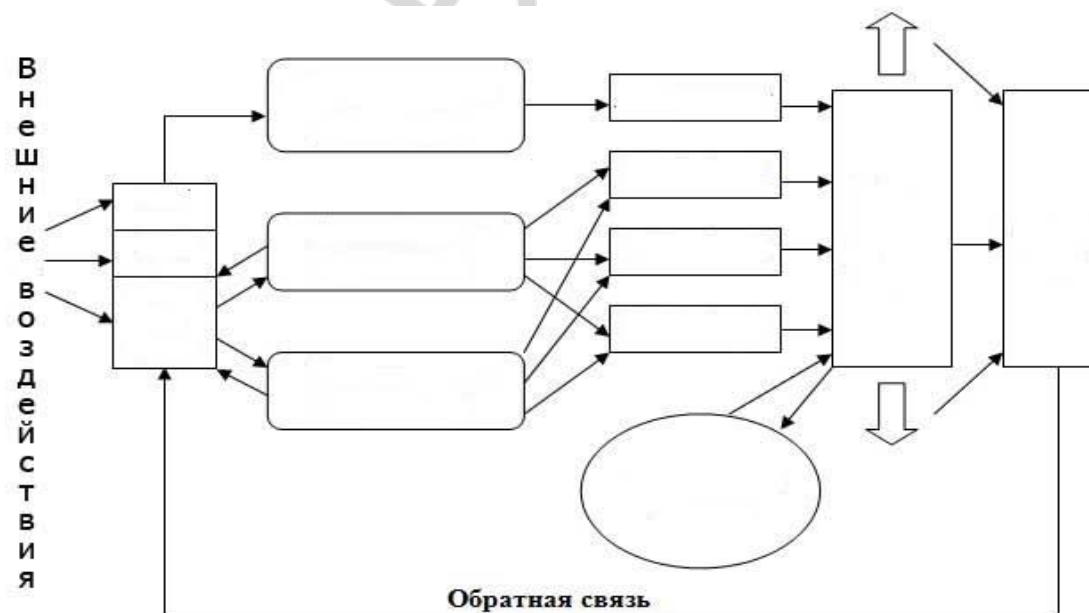 Внешние воздействия
Обратная связь